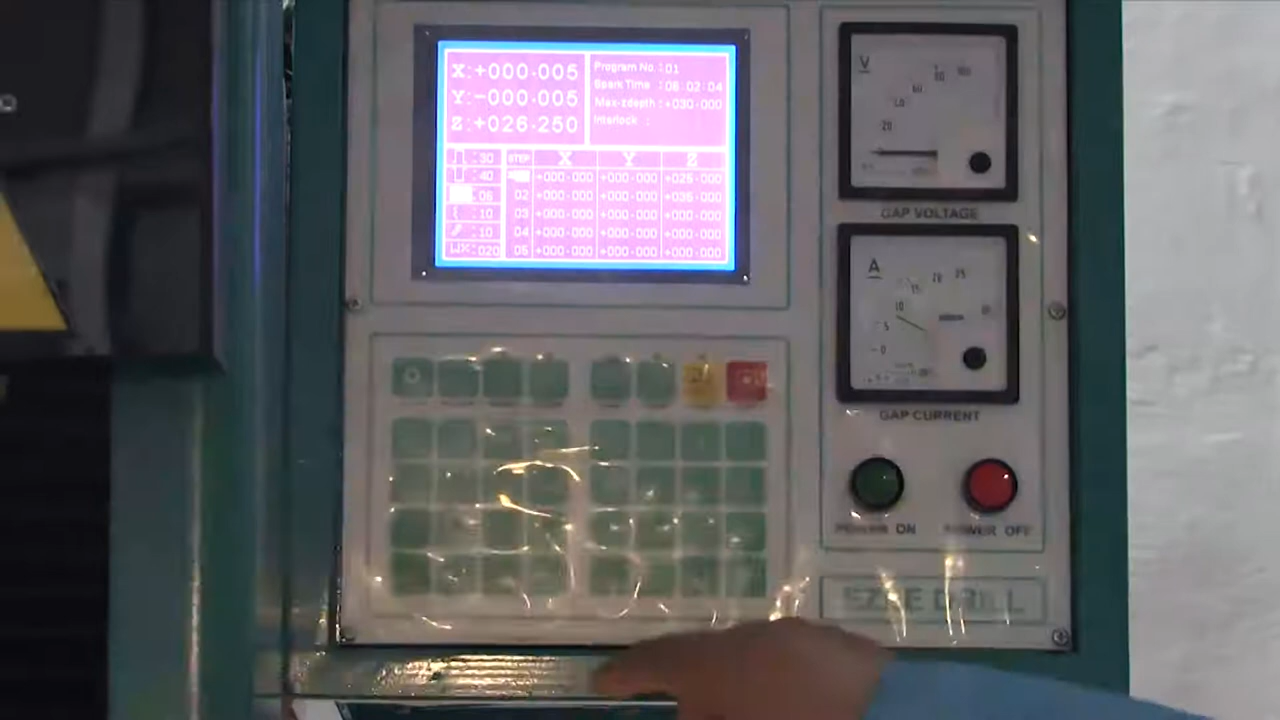 X:+000.005
Y:-000.005
Z:+026.250
Program No.:01
Spark Time :06:02:04
Max-zdepth:+030.000
Interlock :
:30
:40
:06
:10
:10
020
STEP X Y Z
+000.000 +000.000 +025.000
02 +000.000 +000.000 +035.000
03 +000.000 +000.000 +000.000
04 +000.000 +000.000 +000.000
05 +000.000 +000.000 +000.000
V
20
40
60
80
100
GAP VOLTAGE
A
0
5
10
15
20
25
GAP CURRENT
POWER ON
POWER OFF
DRILL